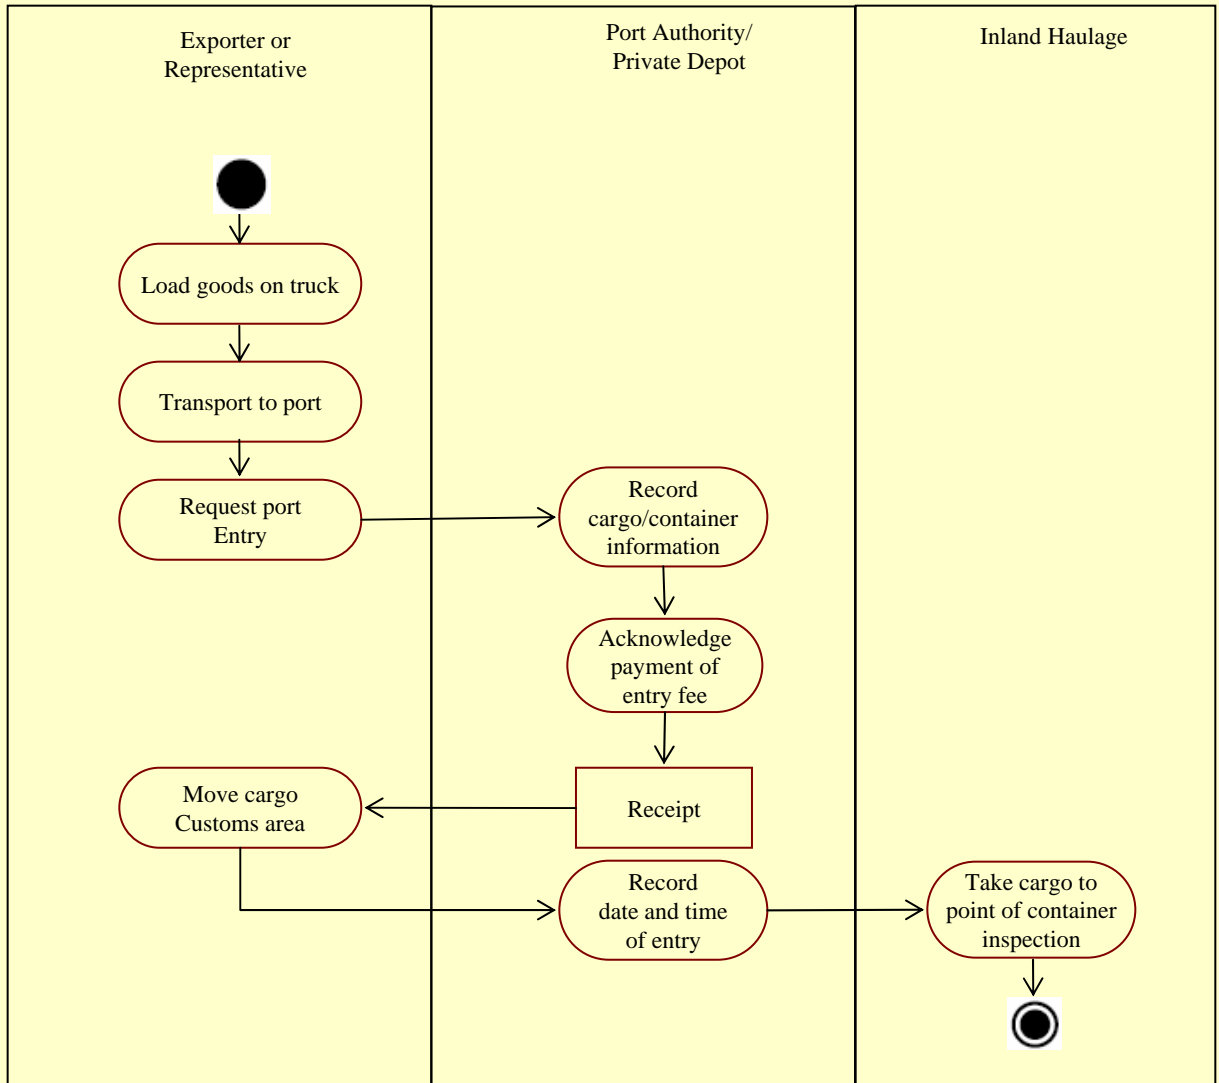 Exporter or
Representative
Port Authority/
Private Depot
Inland Haulage
Load goods on truck
Transport to port
Request port
Entry
Record
cargo/container
information
Acknowledge
payment of
entry fee
Receipt
Move cargo
Customs area
Record
date and time
of entry
Take cargo to
point of container
inspection